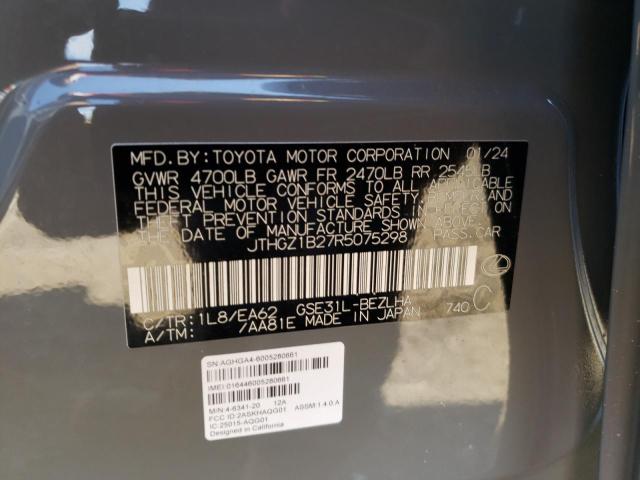 MFD. BY: TOYOTA MOTOR CORPORATION 01/24
GVWR 4700LB GAWR FR 2470LB RR 2545LB
THIS VEHICLE CONFORMS TO ALL APPLICABLE
FEDERAL MOTOR VEHICLE SAFETY, BUMPER, AND
THEFT PREVENTION STANDARDS IN EFFECT ON
THE DATE OF MANUFACTURE SHOWN ABOVE.
JTHGZ1B27R5075298 PASS.CAR
C/TR: 1L8/EA62 GSE31L-BEZLHA
A/TM: /AA81E MADE IN JAPAN 740 C
SN:AGHGA4-6005280661
IMEI:016446005280661
M/N:4-6341-20 12A
FCC ID:2ASKHAQG01 ASSM:1.4.0.A
IC:25015-AQG01
Designed in California